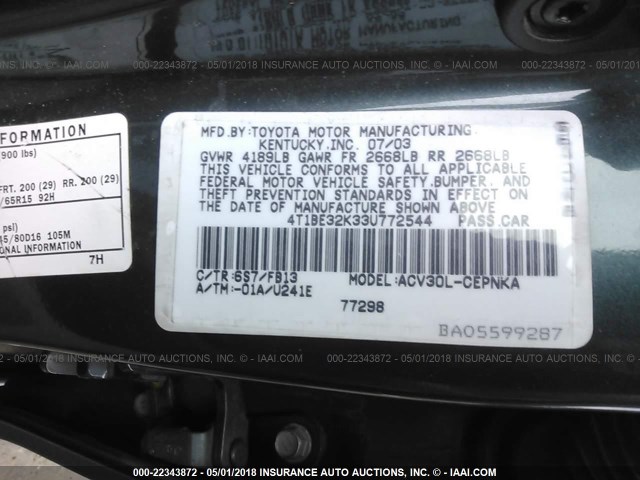 000-22343872 - 05/01/2018 INSURANCE AUTO AUCTIONS (C) - IAAI.COM
FORMATION
900 lbs)
FRT. 200 (29) RR. 200 (29)
/65R15 92H
psi)
45/80D16 105M
onal Information
7H
MFD.BY:TOYOTA MOTOR MANUFACTURING,
KENTUCKY,INC. 07/03
GVWR 4189LB GAWR FR 2668LB RR 2668LB
THIS VEHICLE CONFORMS TO ALL APPLICABLE
FEDERAL MOTOR VEHICLE SAFETY,BUMPER, AND
THEFT PREVENTION STANDARDS IN EFFECT ON
THE DATE OF MANUFACTURE SHOWN ABOVE
4T1BE32K33U772544 PASS.CAR
C/TR: 6S7/FB13 MODEL:ACV30L-CEPNKA
A/TM:-01A/U241E
77298
BA05599287
000-22343872 - 05/01/2018 INSURANCE AUTO AUCTIONS (C) - IAAI.COM
000-22343872 - 05/01/2018 INSURANCE AUTO AUCTIONS (C) - IAAI.COM